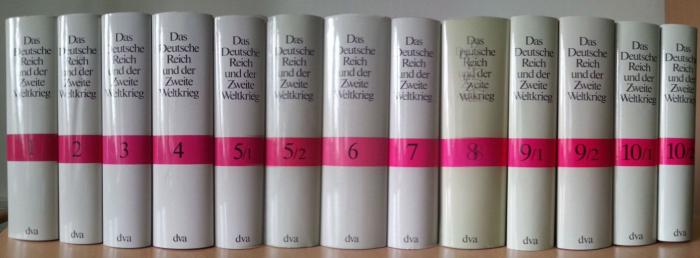 Das
Deutsche
Reich
und der
Zweite
Weltkrieg
1
dva
Das
Deutsche
Reich
und der
Zweite
Weltkrieg
2
dva
Das
Deutsche
Reich
und der
Zweite
Weltkrieg
3
dva
Das
Deutsche
Reich
und der
Zweite
Weltkrieg
4
dva
Das
Deutsche
Reich
und der
Zweite
Weltkrieg
5/1
dva
Das
Deutsche
Reich
und der
Zweite
Weltkrieg
5/2
dva
Das
Deutsche
Reich
und der
Zweite
Weltkrieg
6
dva
Das
Deutsche
Reich
und der
Zweite
Weltkrieg
7
dva
Das
Deutsche
Reich
und der
Zweite
Weltkrieg
8
dva
Das
Deutsche
Reich
und der
Zweite
Weltkrieg
9/1
dva
Das
Deutsche
Reich
und der
Zweite
Weltkrieg
9/2
dva
Das
Deutsche
Reich
und der
Zweite
Weltkrieg
10/1
dva
Das
Deutsche
Reich
und der
Zweite
Weltkrieg
10/2
dva